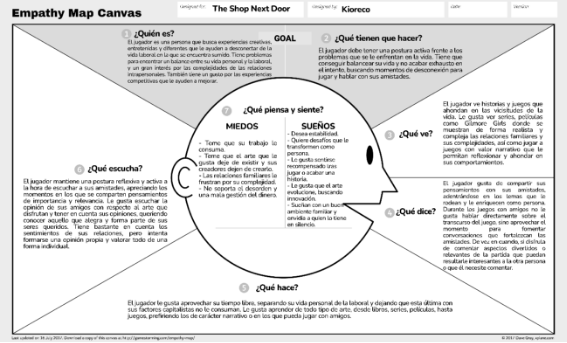 Empathy Map Canvas
Designed for:
The Shop Next Door
Designed by:
Kioreco
Date:
Version:
1 ¿Quién es?
El jugador es una persona que busca experiencias creativas,
entretenidas y diferentes que le ayuden a desconectar de la
vida laboral en la que se encuentra sumido. Tiene problemas
para encontrar un balance entre su vida personal y la laboral,
y un gran interés por las complejidades de las relaciones
intrapersonales. También tiene un gusto por las experiencias
competitivas que le ayuden a mejorar.
GOAL
2 ¿Qué tienen que hacer?
El jugador debe tener una postura activa frente a los
problemas que se le enfrentan en la vida. Tiene que
conseguir balancear su vida y no acabar exhausto en
el intento, buscando momentos de desconexión para
jugar y hablar con sus amistades.
7 ¿Qué piensa y siente?
MIEDOS
- Teme que su trabajo lo
consuma.
- Teme que el arte que le
gusta deje de existir y sus
creadores dejen de crearlo.
- Las relaciones familiares le
frustran por su complejidad.
- No soporta el desorden y
una mala gestión del dinero.
SUEÑOS
- Desea estabilidad.
- Quiere desafíos que le
transformen como
persona.
- Le gusta sentirse
recompensado tras
jugar o acabar una
historia.
- Le gusta que el arte
evolucione, buscando
innovación.
- Sueñan con un buen
ambiente familiar y
envidia a quien la tiene
en silencio.
3 ¿Qué ve?
El jugador ve historias y juegos que
ahondan en las vicisitudes de la
vida. Le gusta ver series, películas
como Gilmore Girls donde se
muestran de forma realista y
compleja las relaciones familiares y
sus complejidades, así como jugar a
juegos con valor narrativo que le
permitan reflexionar y ahondar en
sus comportamientos.
6 ¿Qué escucha?
El jugador mantiene una postura reflexiva y activa a
la hora de escuchar a sus amistades, apreciando los
momentos en los que se comparten pensamientos
de importancia y relevancia. Le gusta escuchar la
opinión de sus amigos con respecto al arte que
disfrutan y tener en cuenta sus opiniones, queriendo
conocer aquello que alegra y forma parte de sus
seres queridos. Tiene bastante en cuenta los
sentimientos de sus relaciones, pero intenta
formarse una opinión propia y valorar todo de una
forma individual.
4 ¿Qué dice?
El jugador gusta de compartir sus
pensamientos con sus amistades,
adentrándose en los temas que lo
rodean y le enriquecen como persona.
Durante los juegos con amigos no le
gusta hablar directamente sobre el
transcurso del juego, sino aprovechar el
momento para fomentar
conversaciones que fortalezcan las
amistades. De vez en cuando, si disfruta
de comentar aspectos divertidos o
relevantes de la partida que puedan
resultarle interesantes a la otra persona
o que él necesite comentar.
5 ¿Qué hace?
El jugador le gusta aprovechar su tiempo libre, separando su vida personal de la laboral y dejando que esta última con
sus factores capitalistas no le consuman. Le gusta aprender de todo tipo de arte, desde libros, series, películas, hasta
juegos, prefiriendo los de carácter narrativo o en los que pueda jugar con amigos.
Last updated on 16 July 2017. Download a copy of this canvas at http://gamestorming.com/empathy-map/
© 2017 Dave Gray, xplane.com